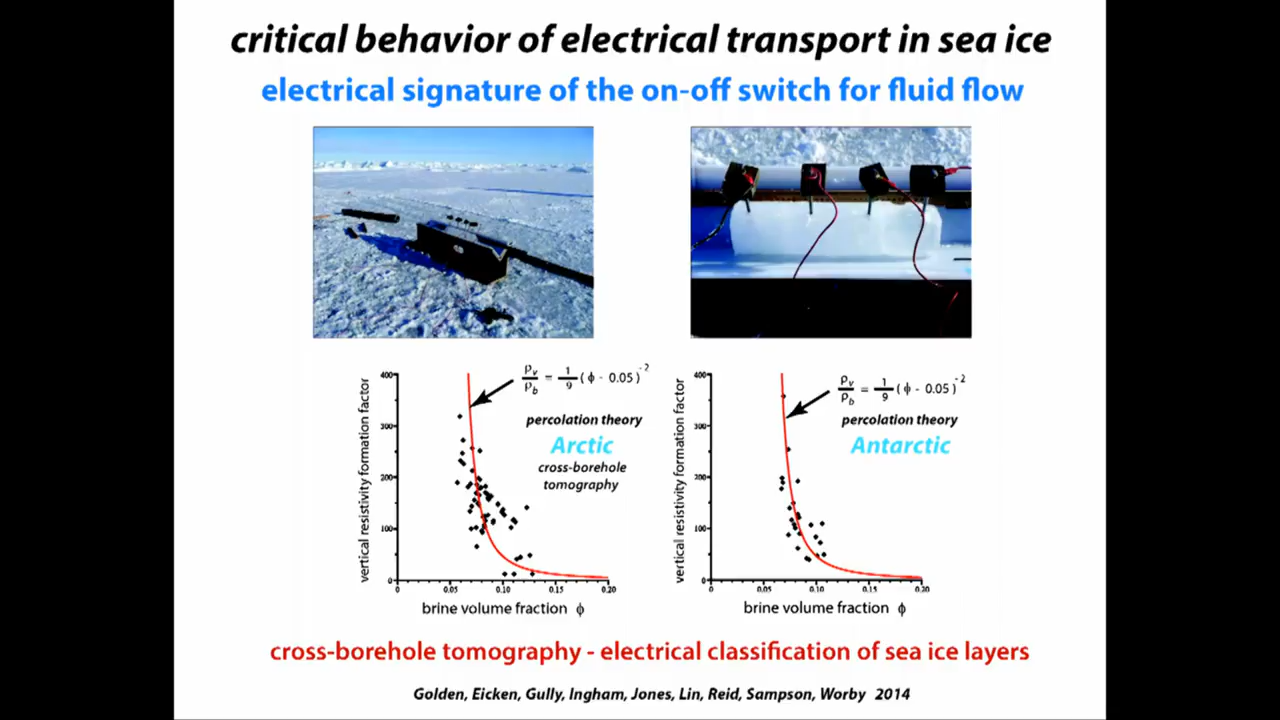 critical behavior of electrical transport in sea ice
electrical signature of the on-off switch for fluid flow
400
300
200
100
0
0
0.05
0.10
0.15
0.20
vertical resistivity formation factor
brine volume fraction ϕ
ρv/ρb = 1/9 (ϕ - 0.05)^-2
percolation theory
Arctic
cross-borehole
tomography
400
300
200
100
0
0
0.05
0.10
0.15
0.20
vertical resistivity formation factor
brine volume fraction ϕ
ρv/ρb = 1/9 (ϕ - 0.05)^-2
percolation theory
Antarctic
cross-borehole tomography - electrical classification of sea ice layers
Golden, Eicken, Gully, Ingham, Jones, Lin, Reid, Sampson, Worby 2014